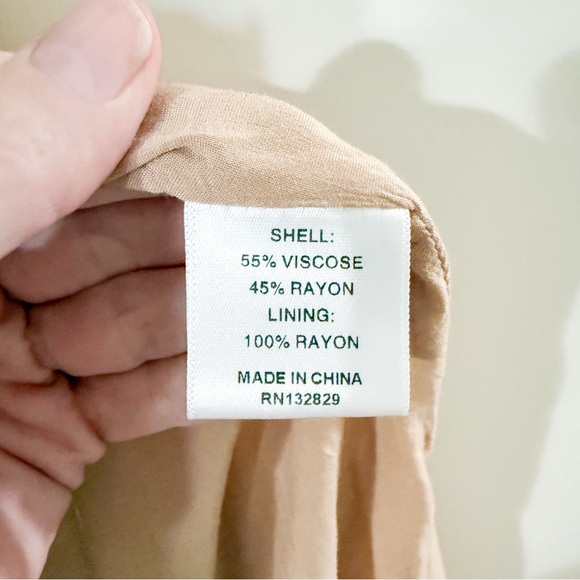 SHELL:
55% VISCOSE
45% RAYON
LINING:
100% RAYON
MADE IN CHINA
RN132829